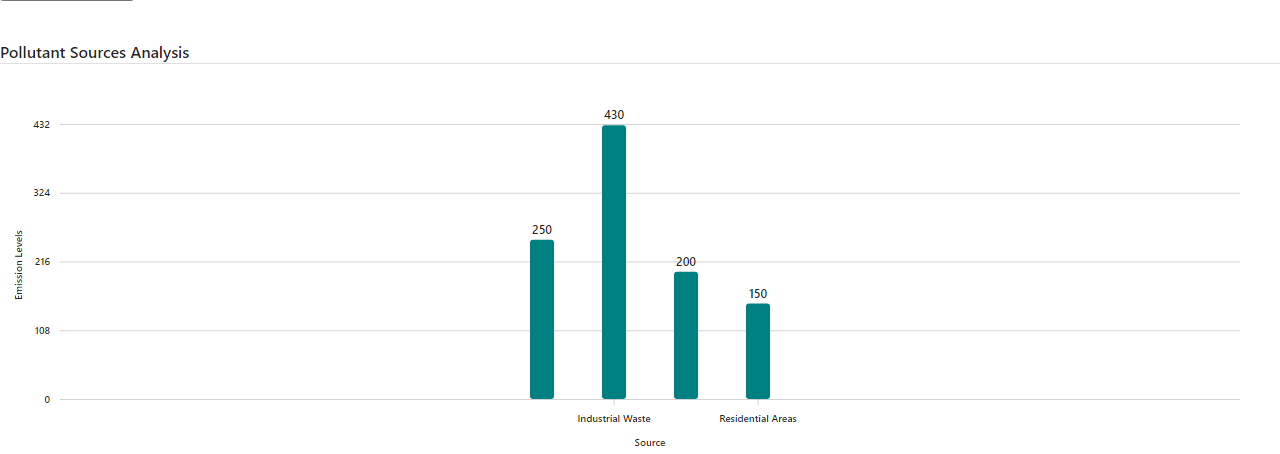 Pollutant Sources Analysis
430
432
324
250
Emission Levels
216
200
150
108
0
Industrial Waste
Residential Areas
Source